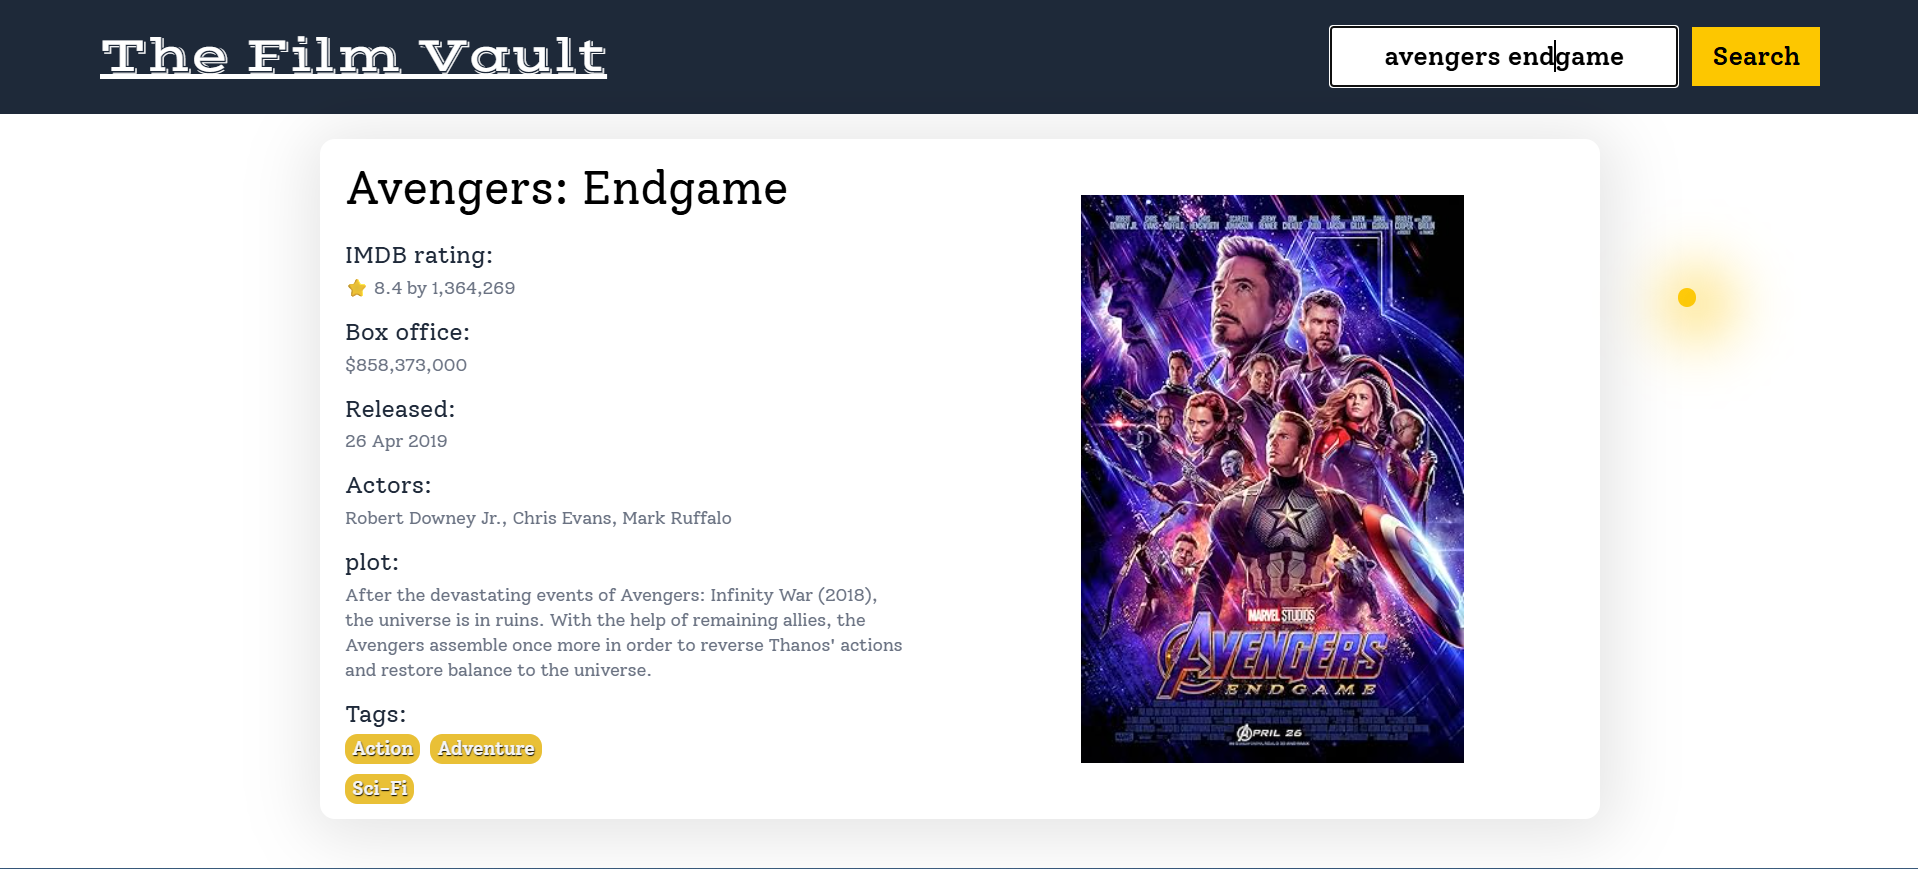 The Film Vault
avengers endgame
Search
Avengers: Endgame
IMDB rating:
8.4 by 1,364,269
Box office:
$858,373,000
Released:
26 Apr 2019
Actors:
Robert Downey Jr., Chris Evans, Mark Ruffalo
plot:
After the devastating events of Avengers: Infinity War (2018),
the universe is in ruins. With the help of remaining allies, the
Avengers assemble once more in order to reverse Thanos' actions
and restore balance to the universe.
Tags:
Action Adventure
Sci-Fi
MARVEL STUDIOS
AVENGERS
ENDGAME
APRIL 26